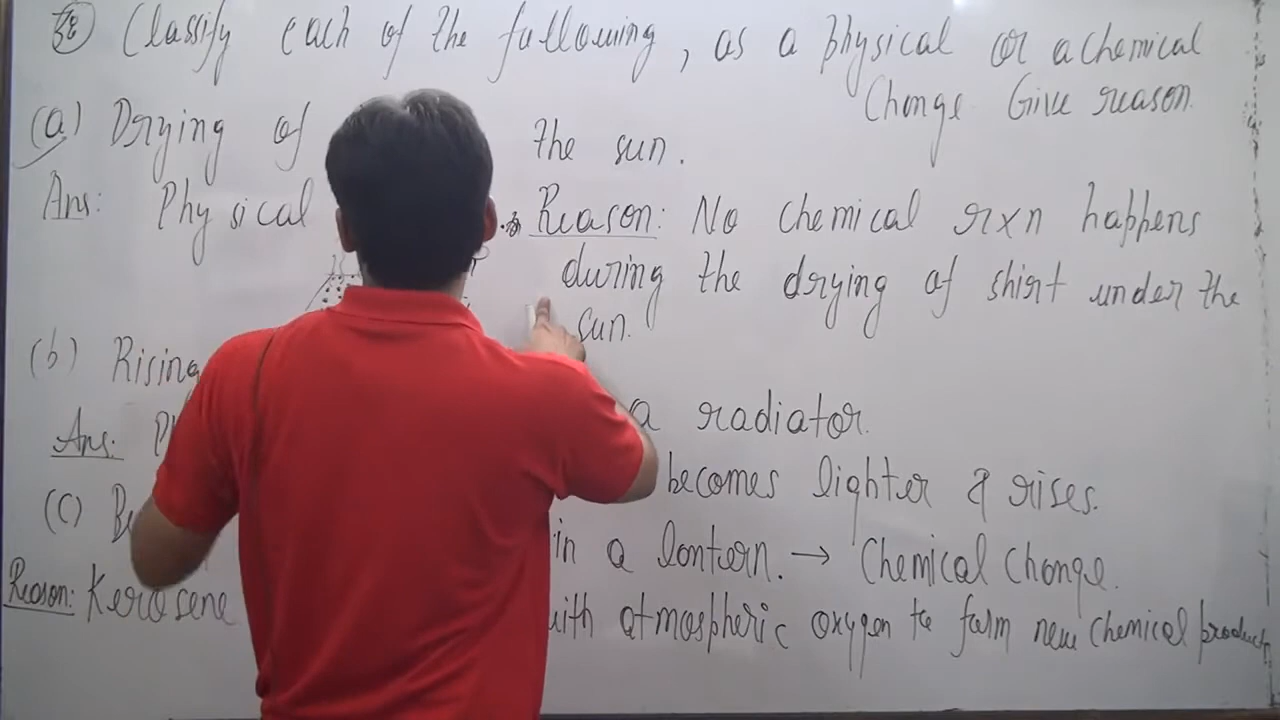 38 Classify each of the following, as a physical or a chemical
Change Give reason.
(a) Drying of the sun.
Ans: Physical Reason: No chemical rxn happens
during the drying of shirt under the
sun.
(b) Rising a radiator.
Ans: becomes lighter & rises.
(C) in a lantern. → Chemical Change.
Reason: Kerosene with atmospheric oxygen to form new chemical products